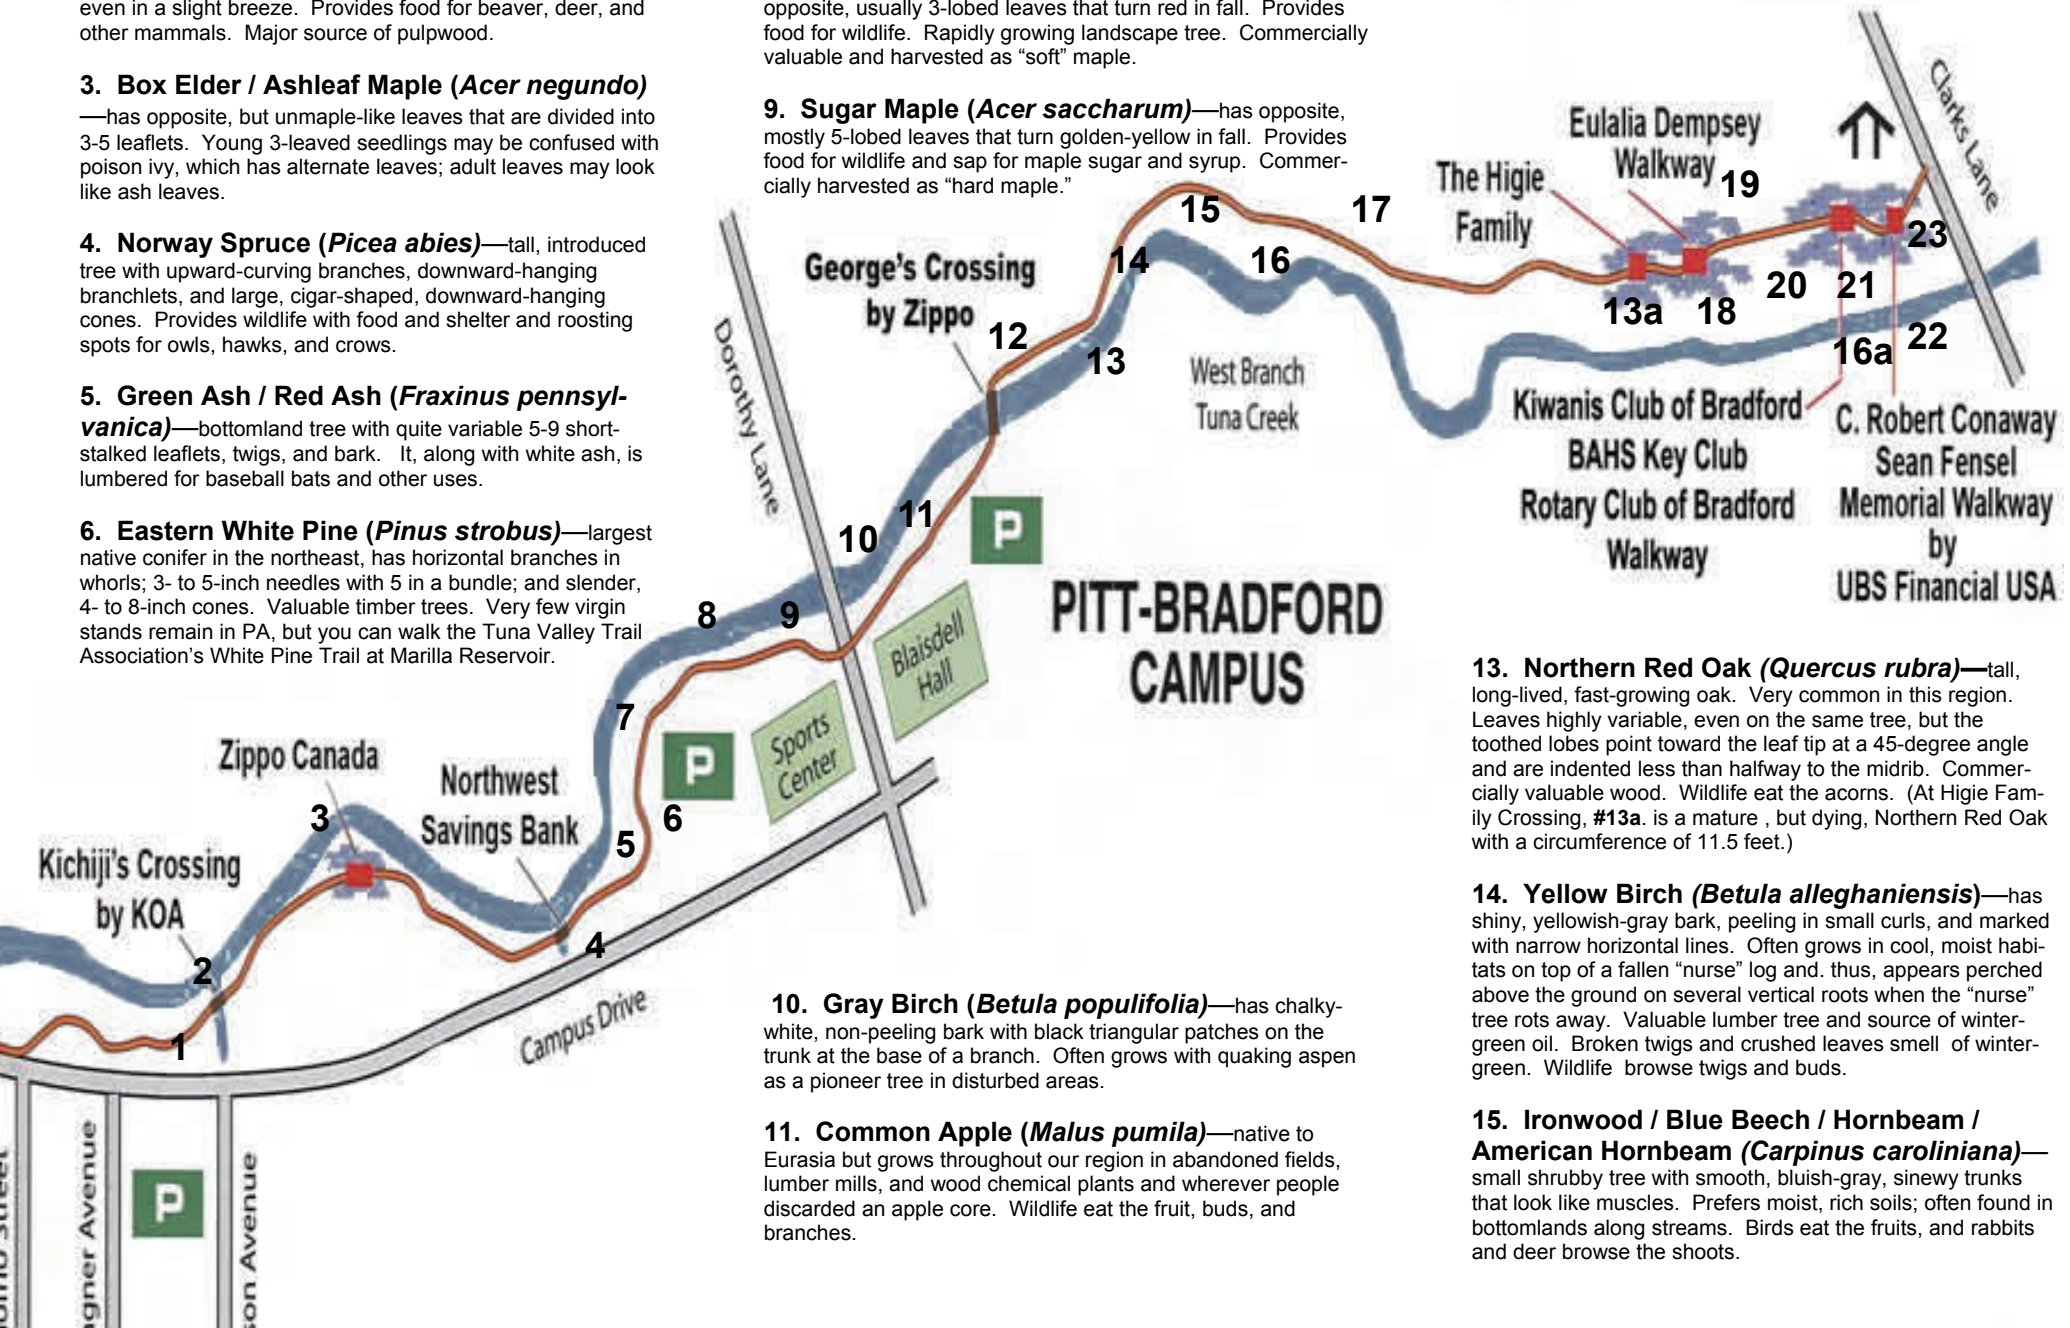 even in a slight breeze.  Provides food for beaver, deer, and
other mammals.  Major source of pulpwood.
3.  Box Elder / Ashleaf Maple (Acer negundo)
—has opposite, but unmaple-like leaves that are divided into
3-5 leaflets.  Young 3-leaved seedlings may be confused with
poison ivy, which has alternate leaves; adult leaves may look
like ash leaves.
4.  Norway Spruce (Picea abies)—tall, introduced
tree with upward-curving branches, downward-hanging
branchlets, and large, cigar-shaped, downward-hanging
cones.  Provides wildlife with food and shelter and roosting
spots for owls, hawks, and crows.
5.  Green Ash / Red Ash (Fraxinus pennsyl-
vanica)—bottomland tree with quite variable 5-9 short-
stalked leaflets, twigs, and bark.   It, along with white ash, is
lumbered for baseball bats and other uses.
6.  Eastern White Pine (Pinus strobus)—largest
native conifer in the northeast, has horizontal branches in
whorls; 3- to 5-inch needles with 5 in a bundle; and slender,
4- to 8-inch cones.  Valuable timber trees.  Very few virgin
stands remain in PA, but you can walk the Tuna Valley Trail
Association's White Pine Trail at Marilla Reservoir.
opposite, usually 3-lobed leaves that turn red in fall.  Provides
food for wildlife.  Rapidly growing landscape tree.  Commercially
valuable and harvested as “soft” maple.
9.  Sugar Maple (Acer saccharum)—has opposite,
mostly 5-lobed leaves that turn golden-yellow in fall.  Provides
food for wildlife and sap for maple sugar and syrup.  Commer-
cially harvested as “hard maple.”
Clarks Lane
Eulalia Dempsey
Walkway
The Higie
Family
19
17
15
23
14
16
20
21
13a
18
22
16a
George's Crossing
by Zippo
12
13
Dorothy Lane
West Branch
Tuna Creek
Kiwanis Club of Bradford
BAHS Key Club
Rotary Club of Bradford
Walkway
C. Robert Conaway
Sean Fensel
Memorial Walkway
by
UBS Financial USA
11
10
P
PITT-BRADFORD
CAMPUS
8
9
Blaisdell
Hall
7
Sports
Center
P
Zippo Canada
Northwest
Savings Bank
3
6
5
Kichiji's Crossing
by KOA
4
2
1
Campus Drive
P
gner Avenue
son Avenue
10.  Gray Birch (Betula populifolia)—has chalky-
white, non-peeling bark with black triangular patches on the
trunk at the base of a branch.  Often grows with quaking aspen
as a pioneer tree in disturbed areas.
11.  Common Apple (Malus pumila)—native to
Eurasia but grows throughout our region in abandoned fields,
lumber mills, and wood chemical plants and wherever people
discarded an apple core.  Wildlife eat the fruit, buds, and
branches.
13.  Northern Red Oak (Quercus rubra)—tall,
long-lived, fast-growing oak.  Very common in this region.
Leaves highly variable, even on the same tree, but the
toothed lobes point toward the leaf tip at a 45-degree angle
and are indented less than halfway to the midrib.  Commer-
cially valuable wood.  Wildlife eat the acorns.  (At Higie Fam-
ily Crossing, #13a. is a mature , but dying, Northern Red Oak
with a circumference of 11.5 feet.)
14.  Yellow Birch (Betula alleghaniensis)—has
shiny, yellowish-gray bark, peeling in small curls, and marked
with narrow horizontal lines.  Often grows in cool, moist habi-
tats on top of a fallen “nurse” log and. thus, appears perched
above the ground on several vertical roots when the “nurse”
tree rots away.  Valuable lumber tree and source of winter-
green oil.  Broken twigs and crushed leaves smell  of winter-
green.  Wildlife  browse twigs and buds.
15.  Ironwood / Blue Beech / Hornbeam /
American Hornbeam (Carpinus caroliniana)—
small shrubby tree with smooth, bluish-gray, sinewy trunks
that look like muscles.  Prefers moist, rich soils; often found in
bottomlands along streams.  Birds eat the fruits, and rabbits
and deer browse the shoots.